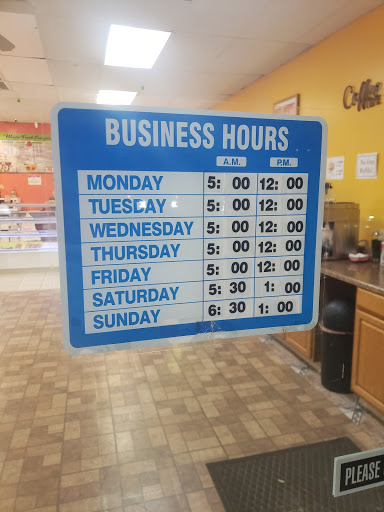 BUSINESS HOURS
A.M. P.M.
MONDAY 5: 00 12: 00
TUESDAY 5: 00 12: 00
WEDNESDAY 5: 00 12: 00
THURSDAY 5: 00 12: 00
FRIDAY 5: 00 12: 00
SATURDAY 5: 30 1: 00
SUNDAY 6: 30 1: 00
Coffee
PLEASE